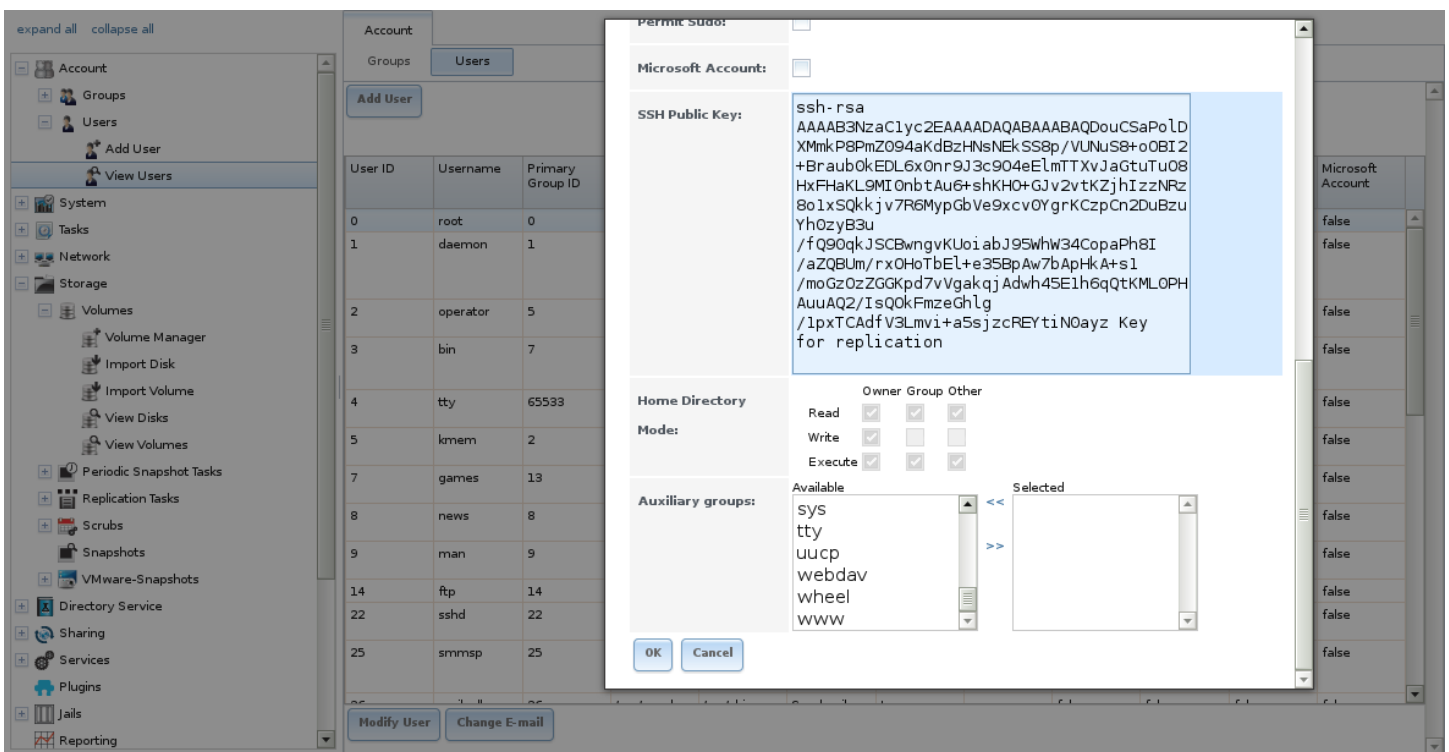 expand all collapse all
Account
Groups
Users
Add User
View Users
System
Tasks
Network
Storage
Volumes
Volume Manager
Import Disk
Import Volume
View Disks
View Volumes
Periodic Snapshot Tasks
Replication Tasks
Scrubs
Snapshots
VMware-Snapshots
Directory Service
Sharing
Services
Plugins
Jails
Reporting
Account
Groups Users
Add User
User ID Username Primary Group ID Microsoft Account
0 root 0 false
1 daemon 1 false
2 operator 5 false
3 bin 7 false
4 tty 65533 false
5 kmem 2 false
7 games 13 false
8 news 8 false
9 man 9 false
14 ftp 14 false
22 sshd 22 false
25 smmsp 25 false
Modify User Change E-mail
Permit Sudo:
Microsoft Account:
SSH Public Key:
ssh-rsa
AAAAB3NzaC1yc2EAAAADAQABAAABAQDouCSaPolD
XMmkP8PmZ094aKdBzHNsNEkSS8p/VUNuS8+oOBI2
+Braub0kEDL6x0nr9J3c9O4eElmTTXvJaGtuTuO8
HxFHaKL9MI0nbtAu6+shKHO+GJv2vtKZjhIzzNRz
8o1xSQkkjv7R6MypGbVe9xcv0YgrKCzpCn2DuBzu
Yh0zyB3u
/fQ90qkJSCBwngvKUoiabJ95WhW34CopaPh8I
/aZQBUm/rxOHoTbEl+e35BpAw7bApHkA+s1
/moGzOzZGGKpd7vVgakqjAdwh45E1h6qQtKML0PH
AuuAQ2/IsQOkFmzeGhlg
/1pxTCAdfV3Lmvi+a5sjzcREYtiN0ayz Key
for replication
Home Directory Mode:
Owner Group Other
Read
Write
Execute
Auxiliary groups:
Available
sys
tty
uucp
webdav
wheel
www
<<
>>
Selected
OK Cancel